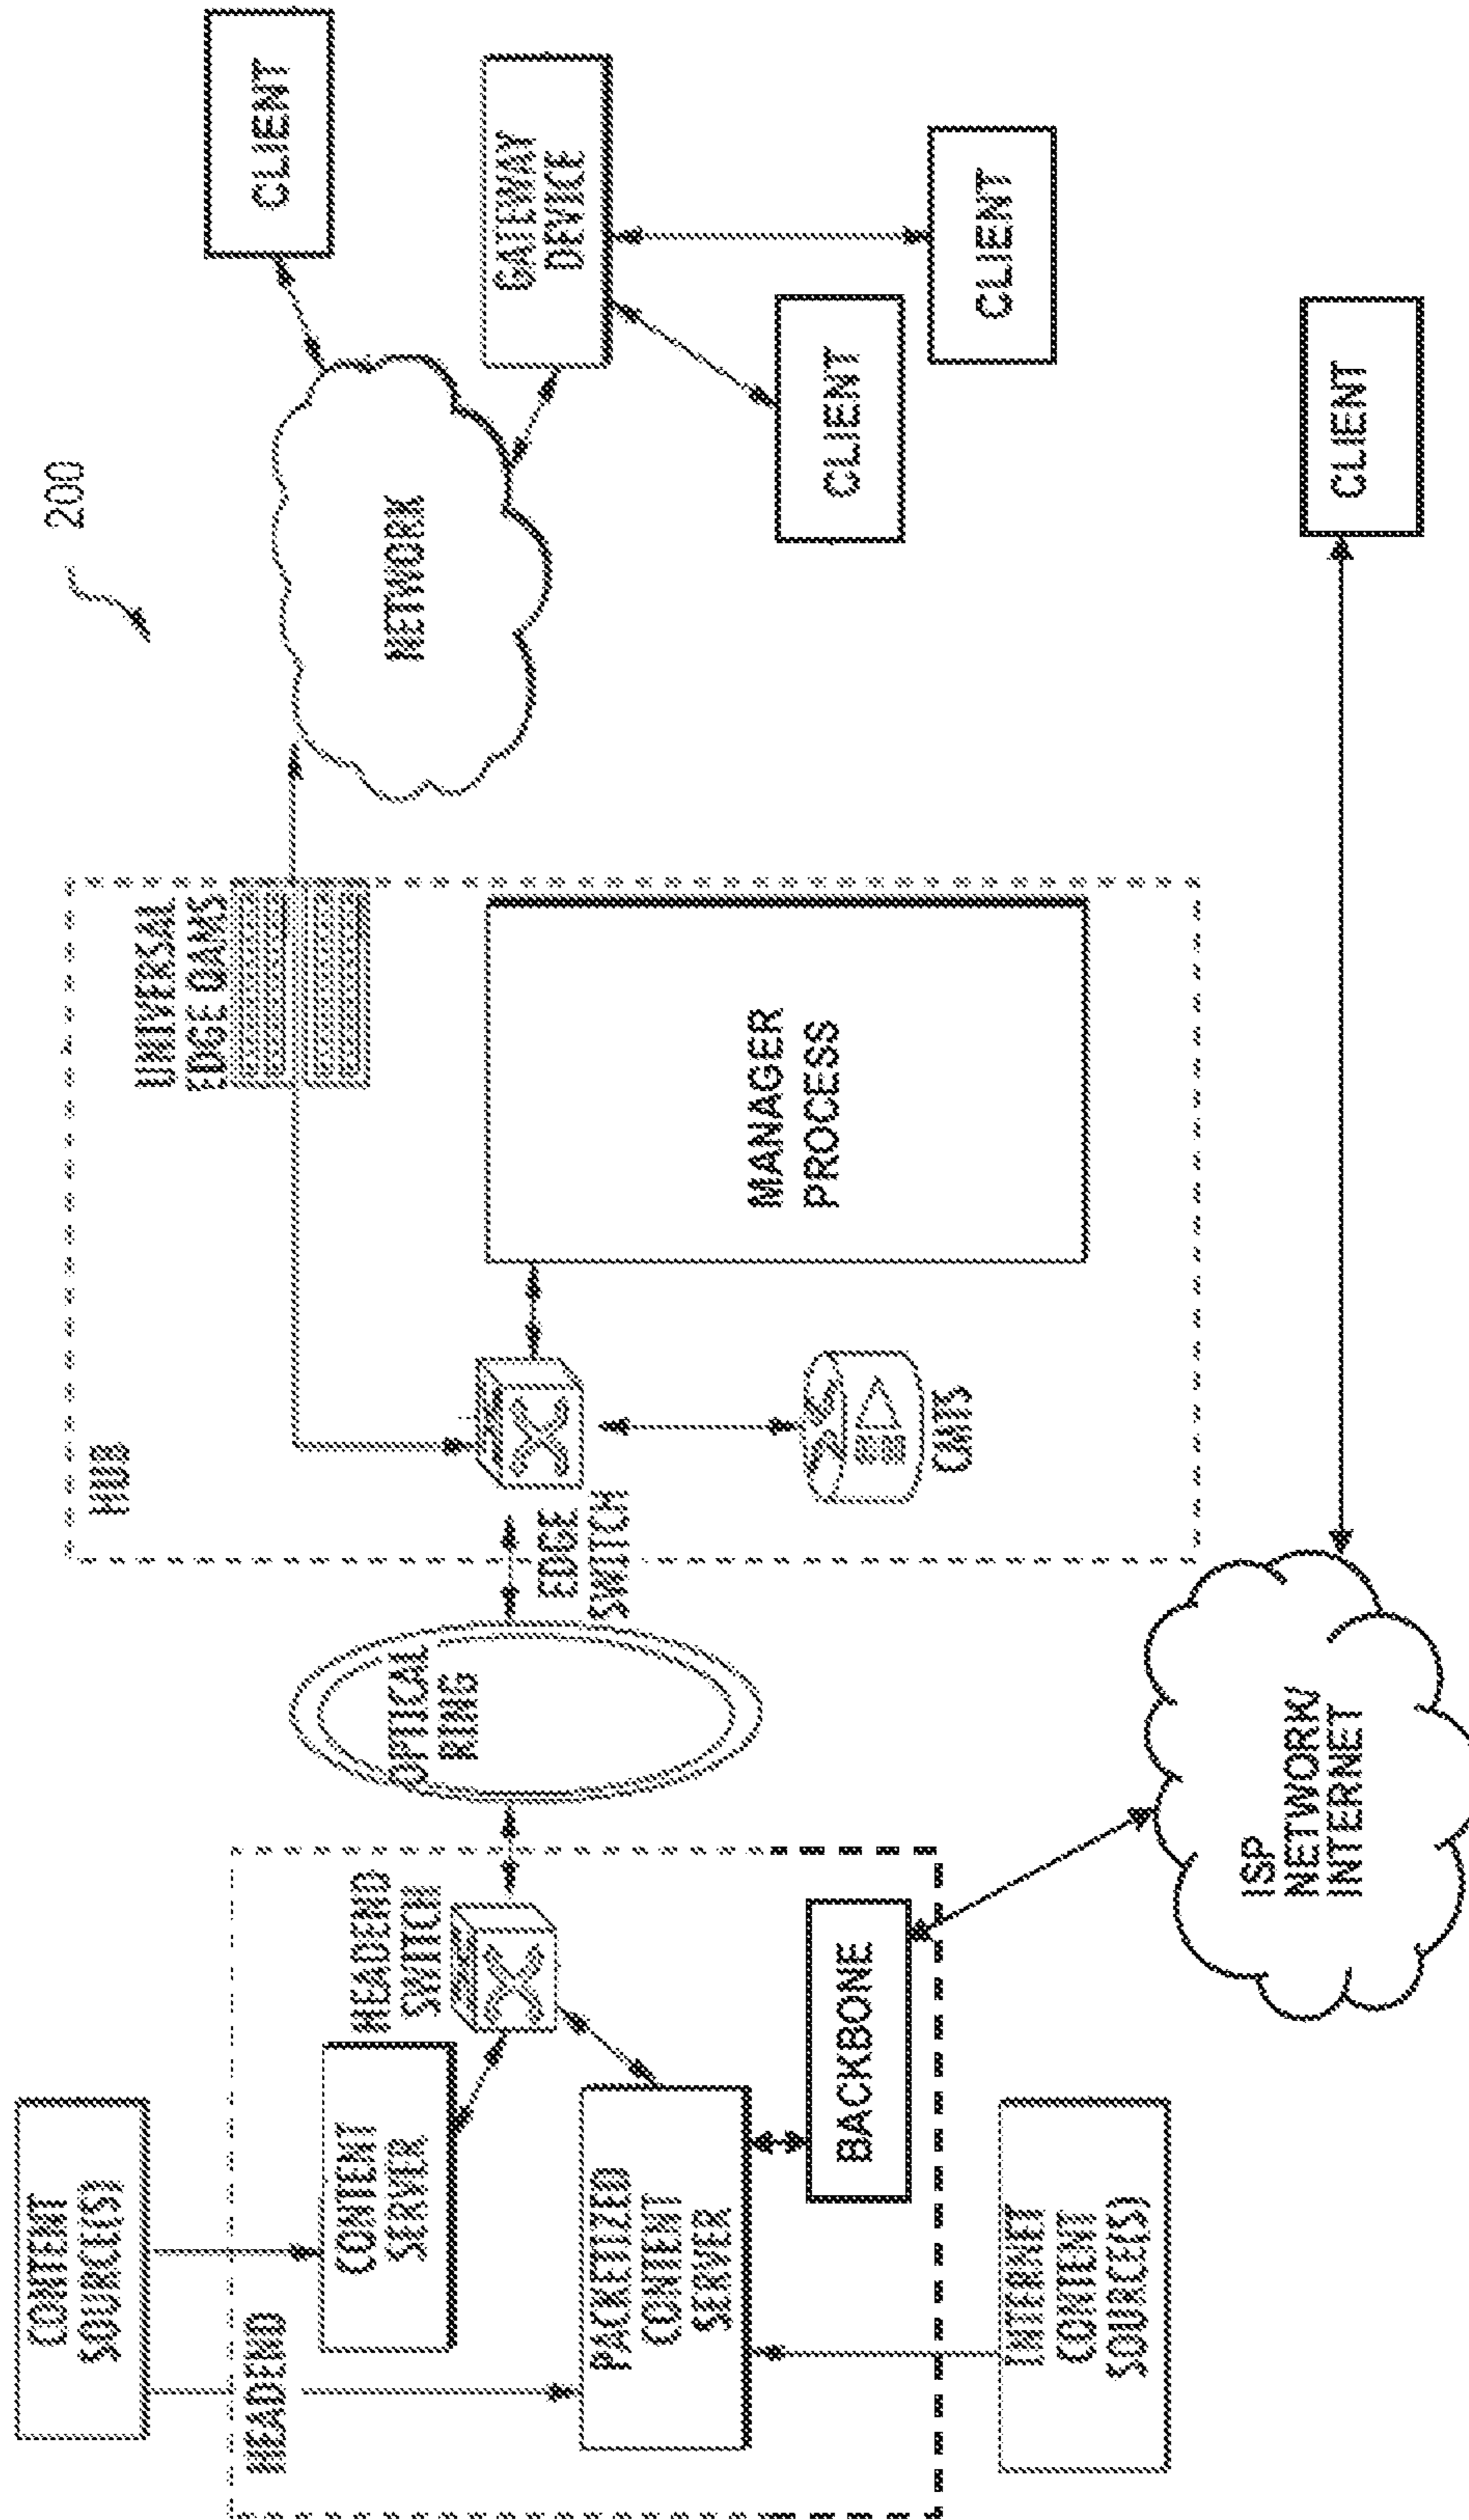 200
CONTENT
SOURCE(S)
HEADEND
CONTENT
SERVER
HEADEND
SWITCH
PACKETIZED
CONTENT
SERVER
BACKBONE
INTERNET
CONTENT
SOURCE(S)
OPTICAL
RING
ISP
NETWORK/
INTERNET
HUB
EDGE
SWITCH
CMTS
UNIVERSAL
EDGE QAMS
MANAGER
PROCESS
NETWORK
CLIENT
GATEWAY
DEVICE
CLIENT
CLIENT
CLIENT